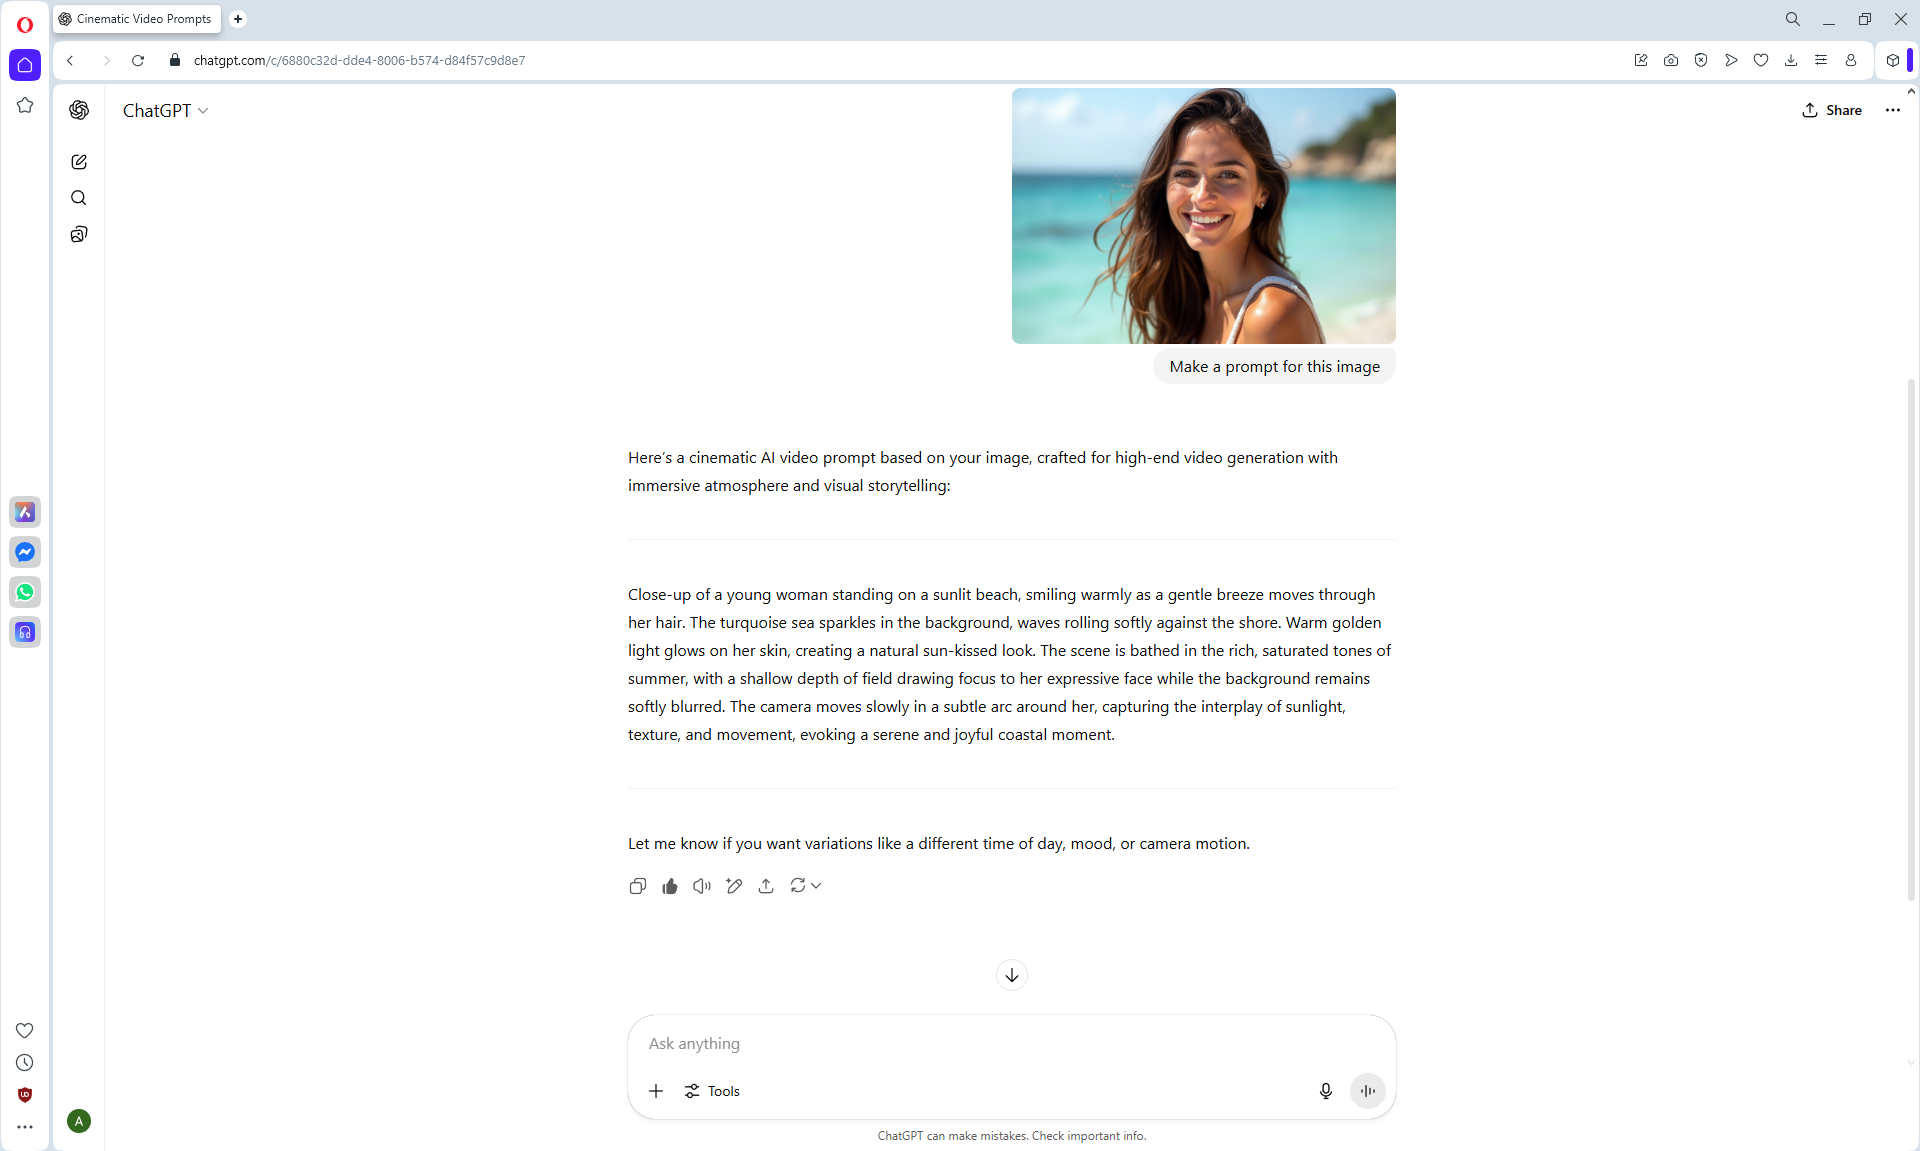 Cinematic Video Prompts
chatgpt.com/c/6880c32d-dde4-8006-b574-d84f57c9d8e7
ChatGPT
Share
Make a prompt for this image
Here's a cinematic AI video prompt based on your image, crafted for high-end video generation with
immersive atmosphere and visual storytelling:
Close-up of a young woman standing on a sunlit beach, smiling warmly as a gentle breeze moves through
her hair. The turquoise sea sparkles in the background, waves rolling softly against the shore. Warm golden
light glows on her skin, creating a natural sun-kissed look. The scene is bathed in the rich, saturated tones of
summer, with a shallow depth of field drawing focus to her expressive face while the background remains
softly blurred. The camera moves slowly in a subtle arc around her, capturing the interplay of sunlight,
texture, and movement, evoking a serene and joyful coastal moment.
Let me know if you want variations like a different time of day, mood, or camera motion.
Ask anything
Tools
A
ChatGPT can make mistakes. Check important info.